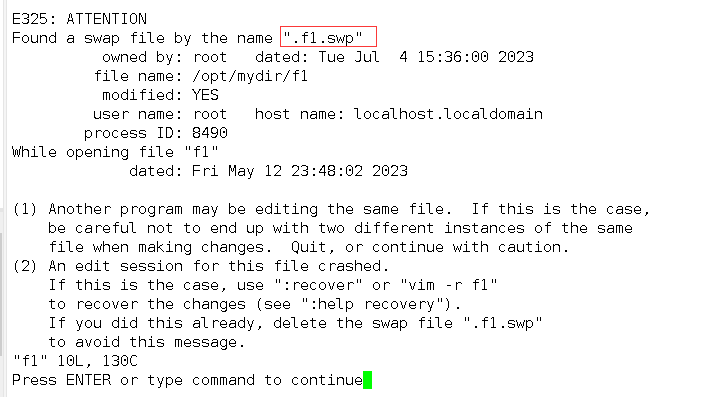 E325: ATTENTION
Found a swap file by the name ".f1.swp"
owned by: root   dated: Tue Jul  4 15:36:00 2023
file name: /opt/mydir/f1
modified: YES
user name: root   host name: localhost.localdomain
process ID: 8490
While opening file "f1"
dated: Fri May 12 23:48:02 2023
(1) Another program may be editing the same file.  If this is the case,
be careful not to end up with two different instances of the same
file when making changes.  Quit, or continue with caution.
(2) An edit session for this file crashed.
If this is the case, use ":recover" or "vim -r f1"
to recover the changes (see ":help recovery").
If you did this already, delete the swap file ".f1.swp"
to avoid this message.
"f1" 10L, 130C
Press ENTER or type command to continue